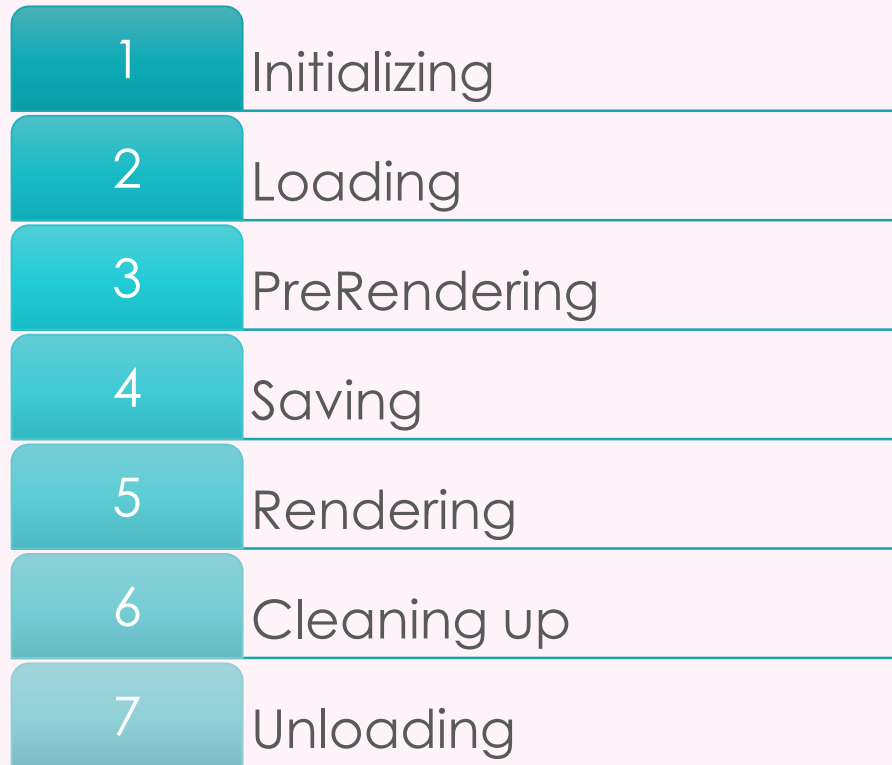 1 Initializing
2 Loading
3 PreRendering
4 Saving
5 Rendering
6 Cleaning up
7 Unloading